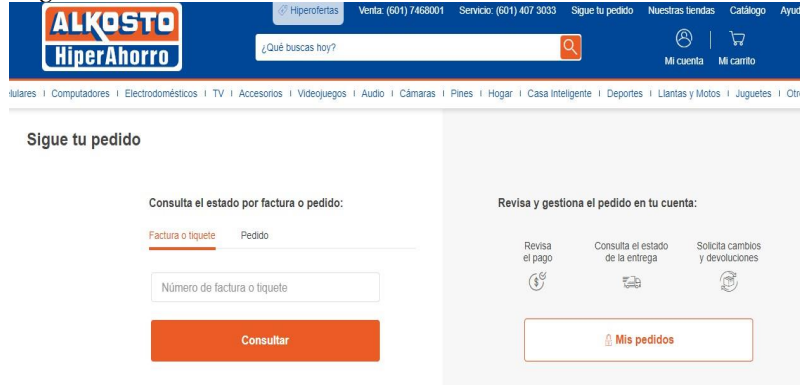 ALKOSTO
HiperAhorro
Hiperofertas Venta: (601) 7468001 Servicio: (601) 407 3033 Sigue tu pedido Nuestras tiendas Catálogo
¿Qué buscas hoy?
Mi cuenta Mi carrito
Computadores | Electrodomésticos | TV | Accesorios | Videojuegos | Audio | Cámaras | Pines | Hogar | Casa Inteligente | Deportes | Llantas y Motos | Juguetes
Sigue tu pedido
Consulta el estado por factura o pedido:
Factura o tiquete Pedido
Número de factura o tiquete
Consultar
Revisa y gestiona el pedido en tu cuenta:
Revisa
el pago
Consulta el estado
de la entrega
Solicita cambios
y devoluciones
Mis pedidos